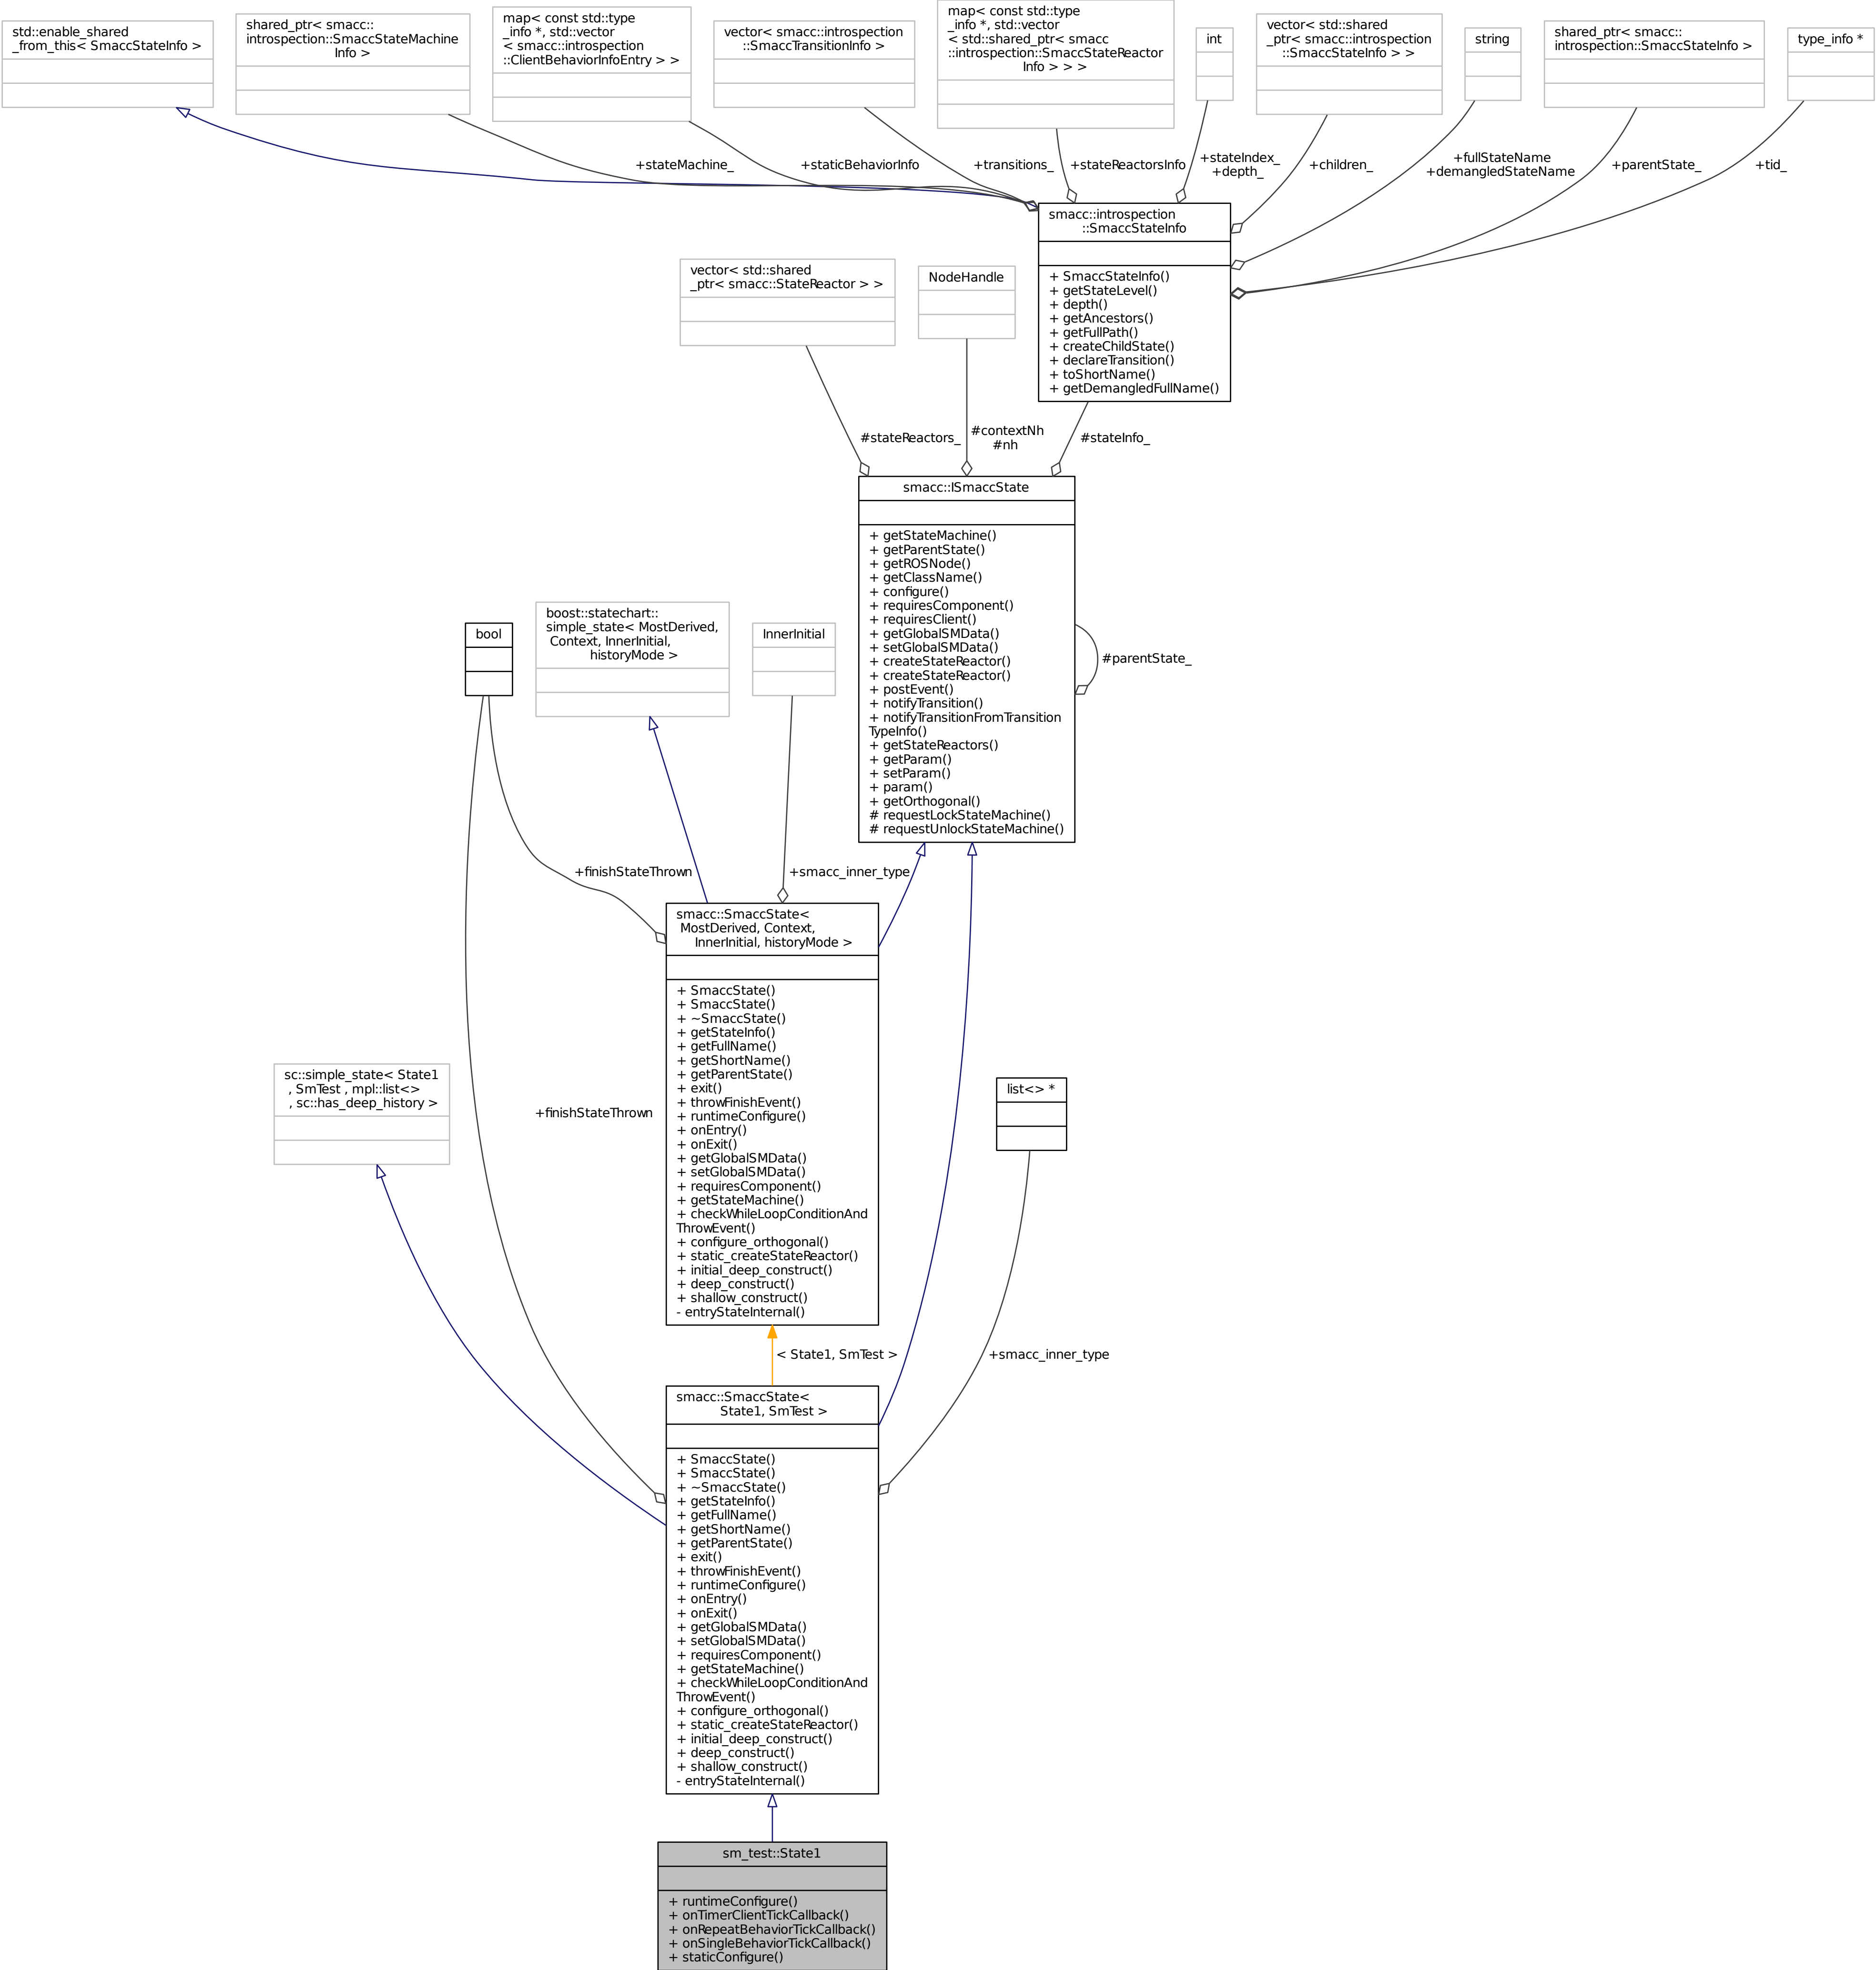 std::enable_shared
_from_this< SmaccStateInfo >
shared_ptr< smacc::
introspection::SmaccStateMachine
Info >
map< const std::type
_info *, std::vector
< smacc::introspection
::ClientBehaviorInfoEntry > >
vector< smacc::introspection
::SmaccTransitionInfo >
map< const std::type
_info *, std::vector
< std::shared_ptr< smacc
::introspection::SmaccStateReactor
Info > > >
int
vector< std::shared
_ptr< smacc::introspection
::SmaccStateInfo > >
string
shared_ptr< smacc::
introspection::SmaccStateInfo >
type_info *
+stateMachine_
+staticBehaviorInfo
+transitions_
+stateReactorsInfo
+stateIndex_
+depth_
+children_
+fullStateName
+demangledStateName
+parentState_
+tid_
smacc::introspection
::SmaccStateInfo
+ SmaccStateInfo()
+ getStateLevel()
+ depth()
+ getAncestors()
+ getFullPath()
+ createChildState()
+ declareTransition()
+ toShortName()
+ getDemangledFullName()
vector< std::shared
_ptr< smacc::StateReactor > >
NodeHandle
#stateReactors_
#contextNh
#nh
#stateInfo_
smacc::ISmaccState
+ getStateMachine()
+ getParentState()
+ getROSNode()
+ getClassName()
+ configure()
+ requiresComponent()
+ requiresClient()
+ getGlobalSMData()
+ setGlobalSMData()
+ createStateReactor()
+ createStateReactor()
+ postEvent()
+ notifyTransition()
+ notifyTransitionFromTransition
TypeInfo()
+ getStateReactors()
+ getParam()
+ setParam()
+ param()
+ getOrthogonal()
# requestLockStateMachine()
# requestUnlockStateMachine()
#parentState_
bool
boost::statechart::
simple_state< MostDerived,
Context, InnerInitial,
historyMode >
InnerInitial
+finishStateThrown
+smacc_inner_type
smacc::SmaccState<
MostDerived, Context,
InnerInitial, historyMode >
+ SmaccState()
+ SmaccState()
+ ~SmaccState()
+ getStateInfo()
+ getFullName()
+ getShortName()
+ getParentState()
+ exit()
+ throwFinishEvent()
+ runtimeConfigure()
+ onEntry()
+ onExit()
+ getGlobalSMData()
+ setGlobalSMData()
+ requiresComponent()
+ getStateMachine()
+ checkWhileLoopConditionAnd
ThrowEvent()
+ configure_orthogonal()
+ static_createStateReactor()
+ initial_deep_construct()
+ deep_construct()
+ shallow_construct()
- entryStateInternal()
sc::simple_state< State1
, SmTest , mpl::list<>
, sc::has_deep_history >
+finishStateThrown
list<> *
< State1, SmTest >
+smacc_inner_type
smacc::SmaccState<
State1, SmTest >
+ SmaccState()
+ SmaccState()
+ ~SmaccState()
+ getStateInfo()
+ getFullName()
+ getShortName()
+ getParentState()
+ exit()
+ throwFinishEvent()
+ runtimeConfigure()
+ onEntry()
+ onExit()
+ getGlobalSMData()
+ setGlobalSMData()
+ requiresComponent()
+ getStateMachine()
+ checkWhileLoopConditionAnd
ThrowEvent()
+ configure_orthogonal()
+ static_createStateReactor()
+ initial_deep_construct()
+ deep_construct()
+ shallow_construct()
- entryStateInternal()
sm_test::State1
+ runtimeConfigure()
+ onTimerClientTickCallback()
+ onRepeatBehaviorTickCallback()
+ onSingleBehaviorTickCallback()
+ staticConfigure()